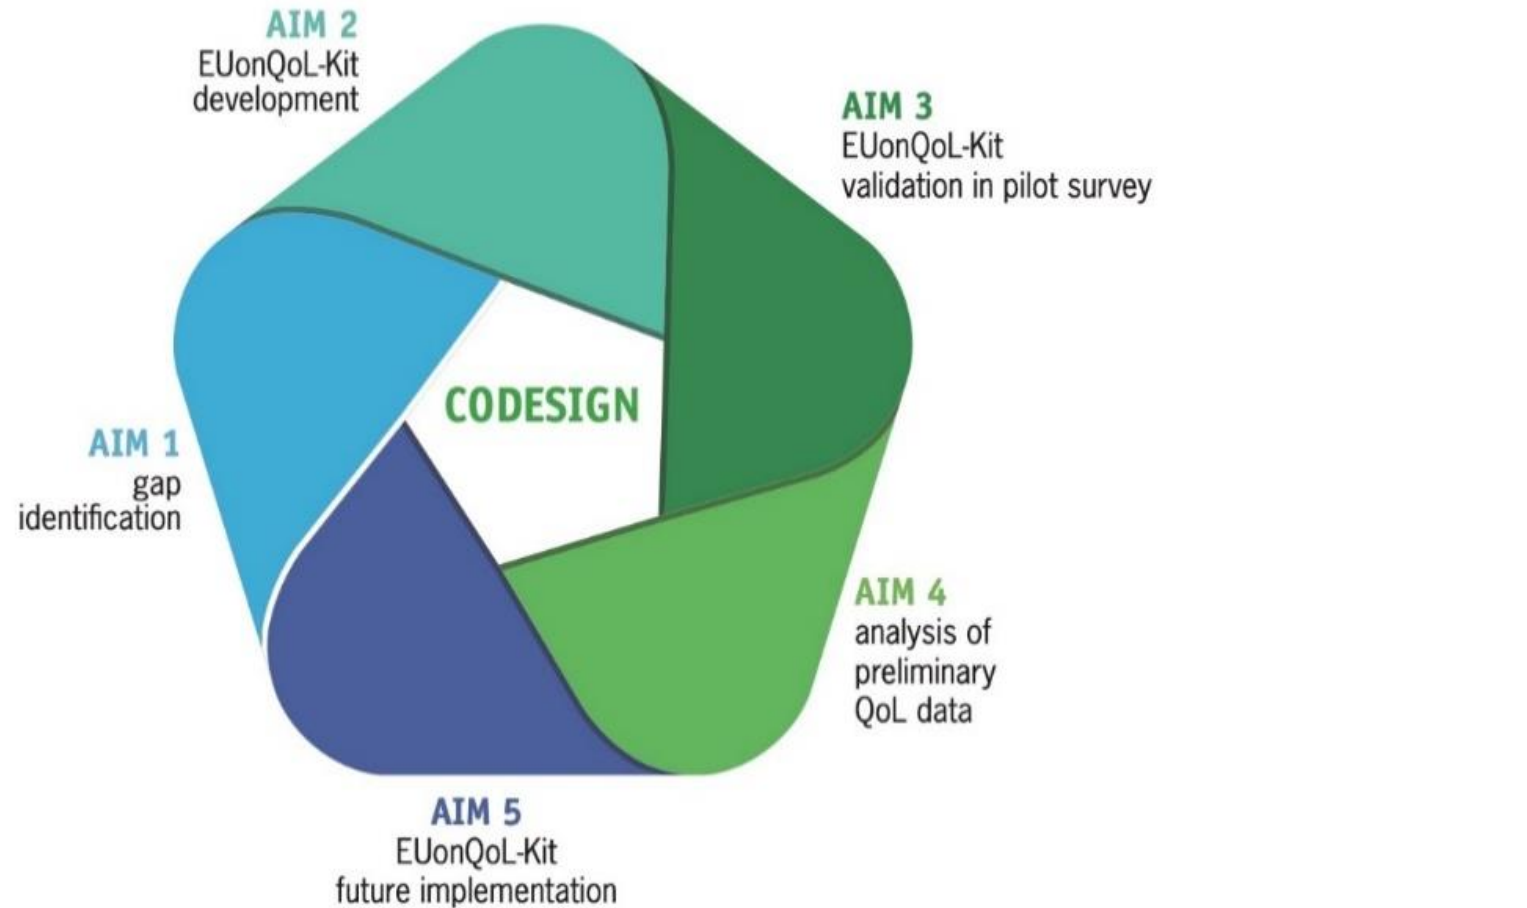 AIM 2
EUonQoL-Kit
development
AIM 3
EUonQoL-Kit
validation in pilot survey
CODESIGN
AIM 1
gap
identification
AIM 4
analysis of
preliminary
QoL data
AIM 5
EUonQoL-Kit
future implementation